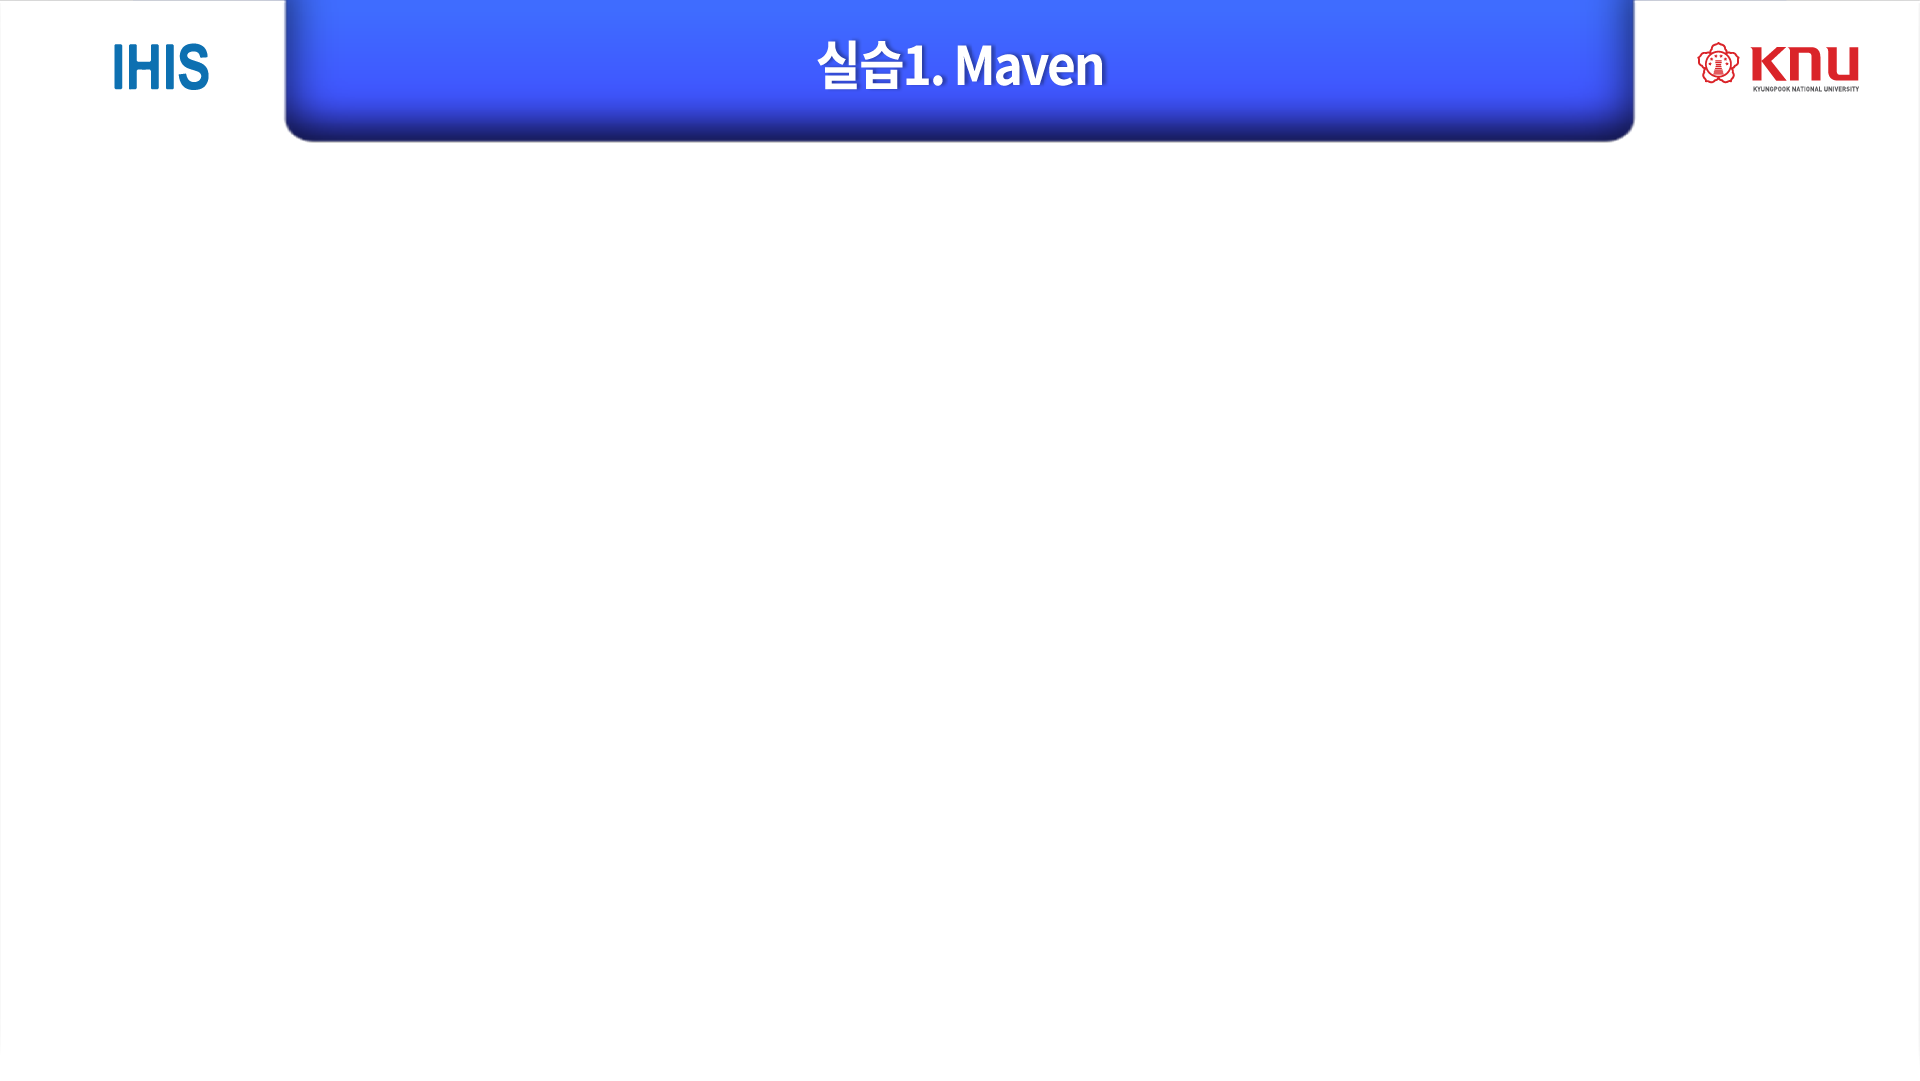 IHIS
실습1. Maven
KNU
KYUNGPOOK NATIONAL UNIVERSITY